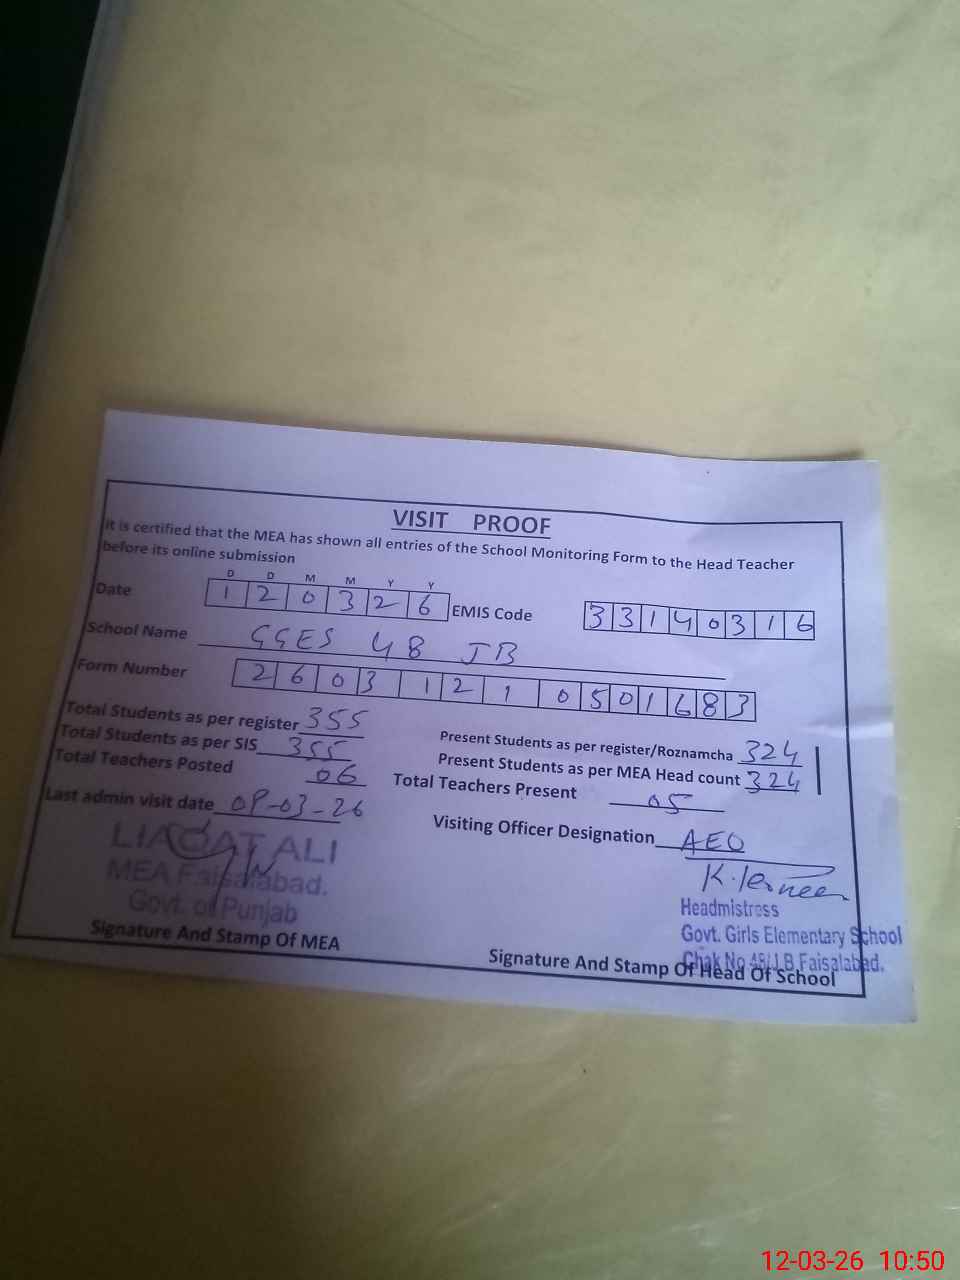 VISIT PROOF
It is certified that the MEA has shown all entries of the School Monitoring Form to the Head Teacher
before its online submission
D D M M Y Y
Date 1 2 0 3 2 6 EMIS Code 3 3 1 4 0 3 1 6
School Name GGES 48 JB
Form Number 2 6 0 3 1 2 1 0 5 0 1 6 8 3
Total Students as per register 355 Present Students as per register/Roznamcha 324
Total Students as per SIS 355 Present Students as per MEA Head count 324
Total Teachers Posted 06 Total Teachers Present 05
Last admin visit date 09-03-26 Visiting Officer Designation AEO
LIAQAT ALI
MEA Faisalabad.
Govt. of Punjab
Signature And Stamp Of MEA
Headmistress
Govt. Girls Elementary School
Chak No 48/J.B Faisalabad.
Signature And Stamp Of Head Of School
12-03-26 10:50